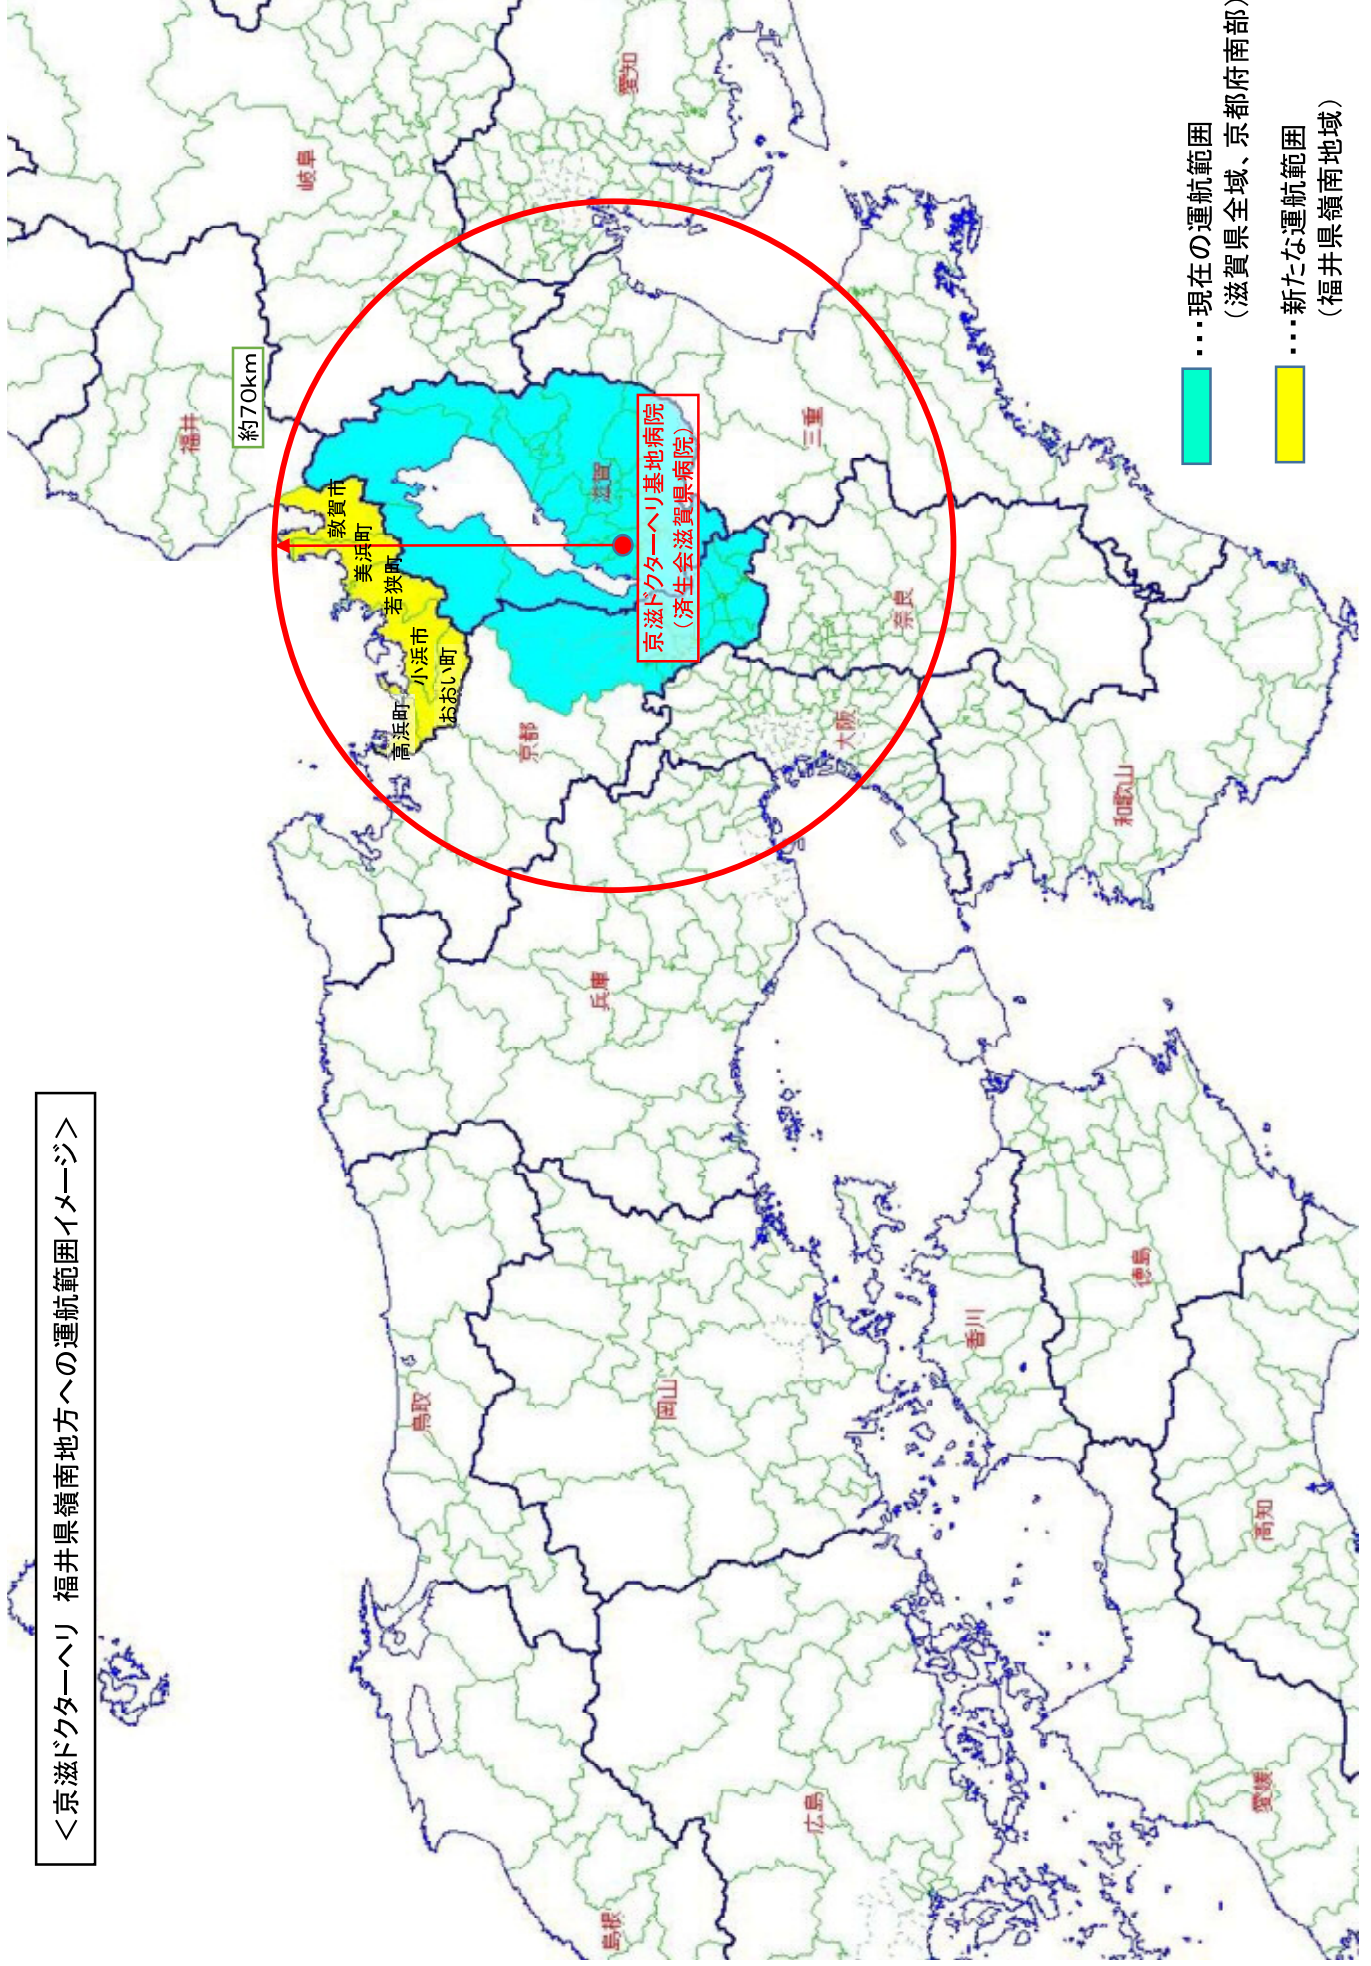 ＜京滋ドクターヘリ　福井県嶺南地方への運航範囲イメージ＞
約70km
福井
岐阜
愛知
敦賀市
美浜町
若狭町
小浜市
おおい町
高浜町
滋賀
京滋ドクターヘリ基地病院
（済生会滋賀県病院）
京都
三重
奈良
大阪
和歌山
兵庫
鳥取
岡山
香川
徳島
高知
島根
広島
愛媛
･･･現在の運航範囲
（滋賀県全域、京都府南部）
･･･新たな運航範囲
（福井県嶺南地域）